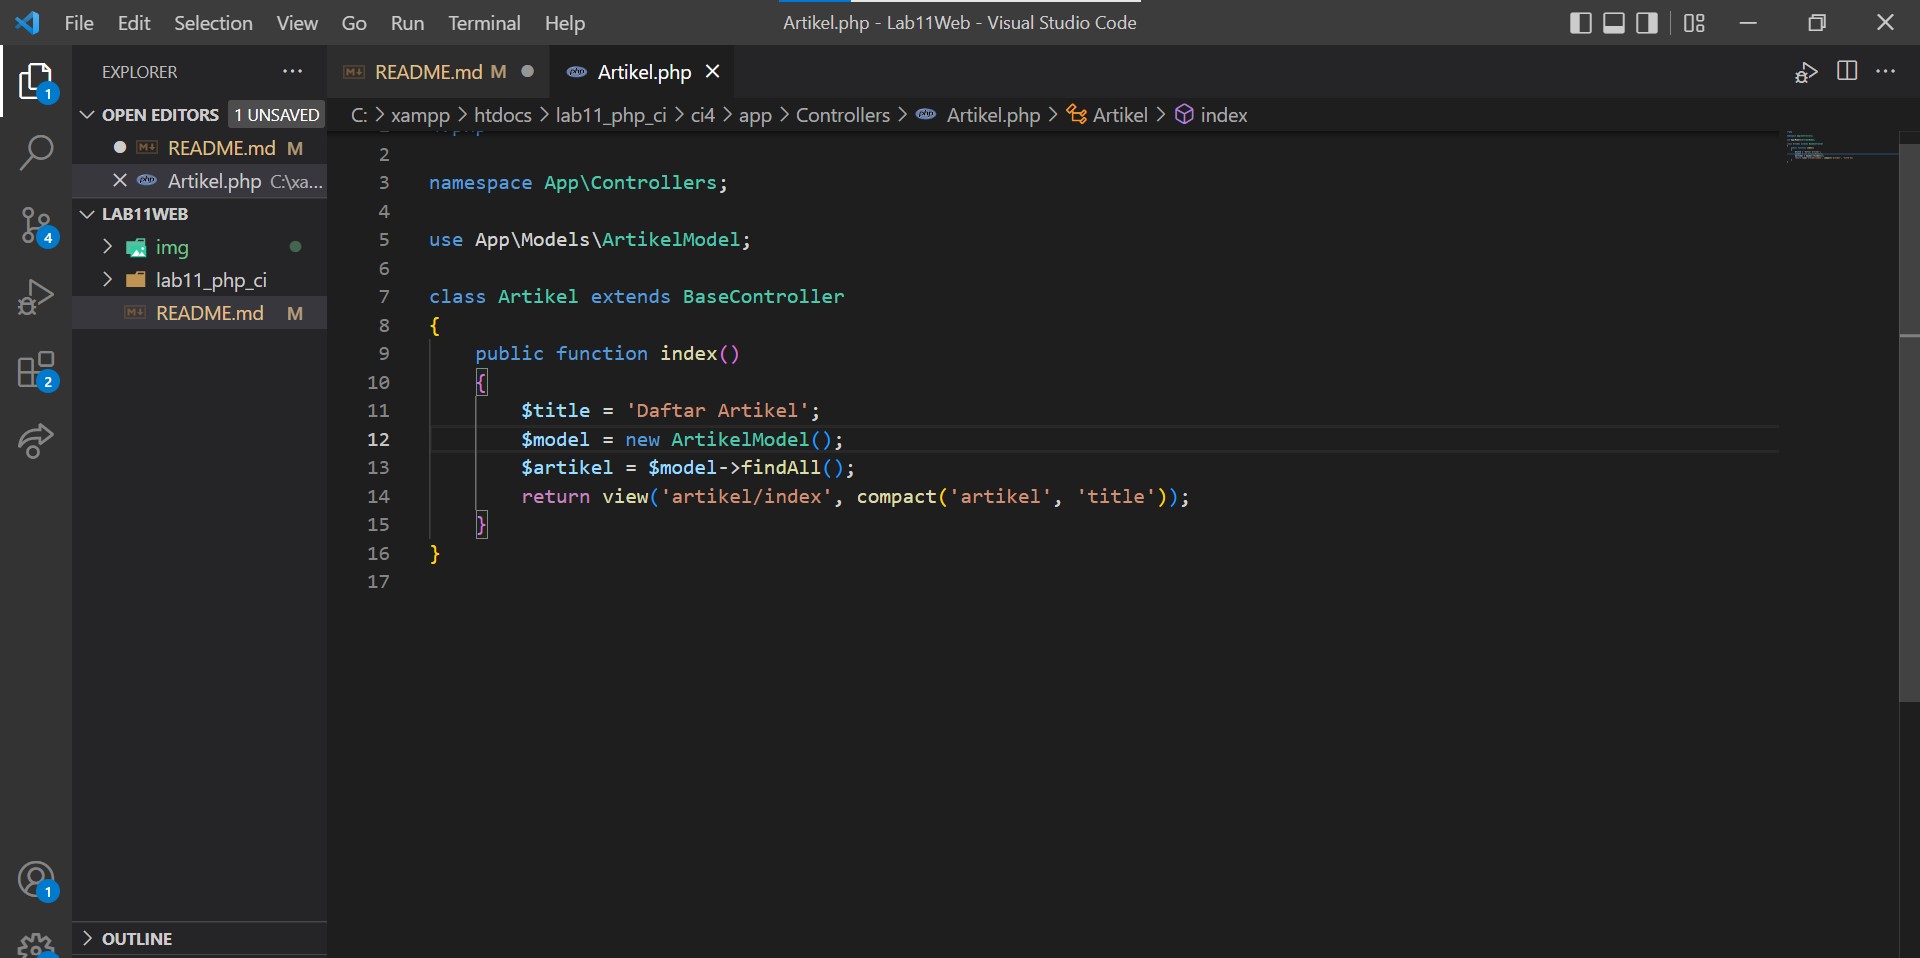 File Edit Selection View Go Run Terminal Help
Artikel.php - Lab11Web - Visual Studio Code
EXPLORER
OPEN EDITORS 1 UNSAVED
README.md M
Artikel.php C:\xa...
LAB11WEB
img
lab11_php_ci
README.md M
OUTLINE
1
4
2
1
README.md M
Artikel.php
C: > xampp > htdocs > lab11_php_ci > ci4 > app > Controllers > Artikel.php > Artikel > index
2
3 namespace App\Controllers;
4
5 use App\Models\ArtikelModel;
6
7 class Artikel extends BaseController
8 {
9 public function index()
10 {
11 $title = 'Daftar Artikel';
12 $model = new ArtikelModel();
13 $artikel = $model->findAll();
14 return view('artikel/index', compact('artikel', 'title'));
15 }
16 }
17